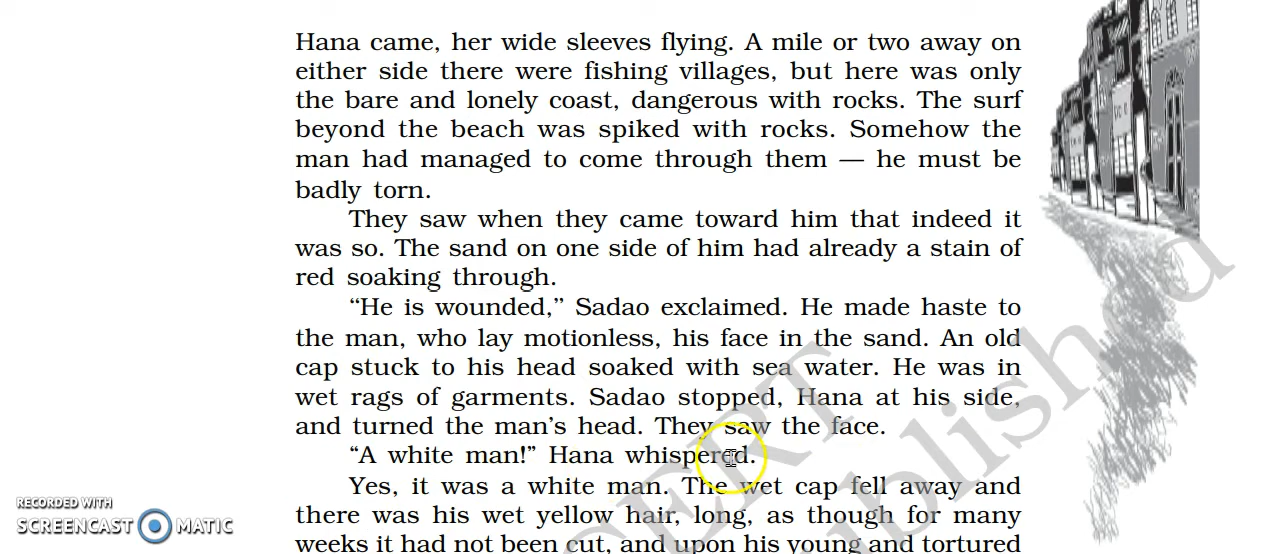 Hana came, her wide sleeves flying. A mile or two away on
either side there were fishing villages, but here was only
the bare and lonely coast, dangerous with rocks. The surf
beyond the beach was spiked with rocks. Somehow the
man had managed to come through them — he must be
badly torn.
They saw when they came toward him that indeed it
was so. The sand on one side of him had already a stain of
red soaking through.
“He is wounded,” Sadao exclaimed. He made haste to
the man, who lay motionless, his face in the sand. An old
cap stuck to his head soaked with sea water. He was in
wet rags of garments. Sadao stopped, Hana at his side,
and turned the man’s head. They saw the face.
“A white man!” Hana whispered.
Yes, it was a white man. The wet cap fell away and
there was his wet yellow hair, long, as though for many
weeks it had not been cut, and upon his young and tortured
RECORDED WITH
SCREENCAST MATIC